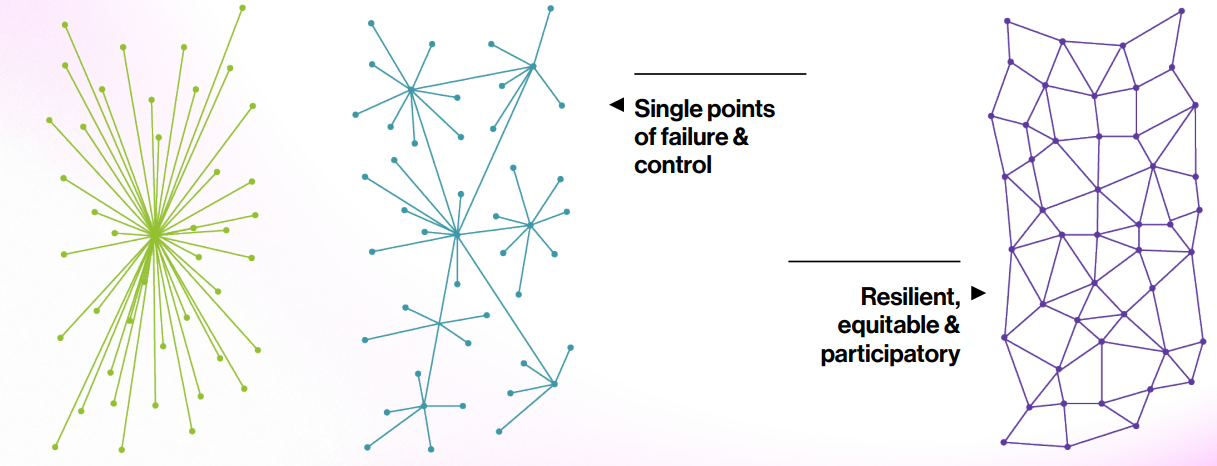 Single points
of failure &
control
Resilient,
equitable &
participatory